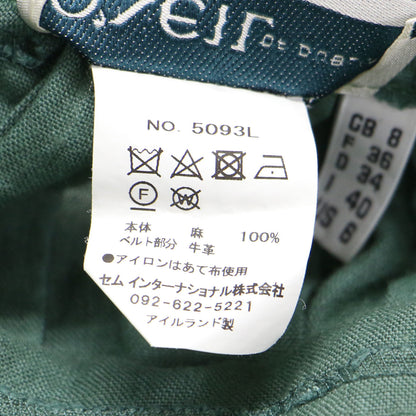 NO. 5093L
F
W
本体 麻 100%
ベルト部分 牛革
●アイロンはあて布使用
セム インターナショナル株式会社
092-622-5221
アイルランド製
GB 8
F 36
D 34
I 40
US 6